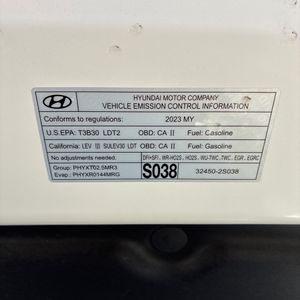 HYUNDAI MOTOR COMPANY
VEHICLE EMISSION CONTROL INFORMATION
Conforms to regulations: 2023 MY
U.S.EPA: T3B30 LDT2 OBD: CA II Fuel: Gasoline
California: LEV III SULEV30 LDT OBD: CA II Fuel: Gasoline
No adjustments needed. DFI+SFI, WR-HO2S, HO2S, WU-TWC, TWC, EGR, EGRC
Group: PHYXT02.5MR3 S038 32450-2S038
Evap.: PHYXR0144MRG